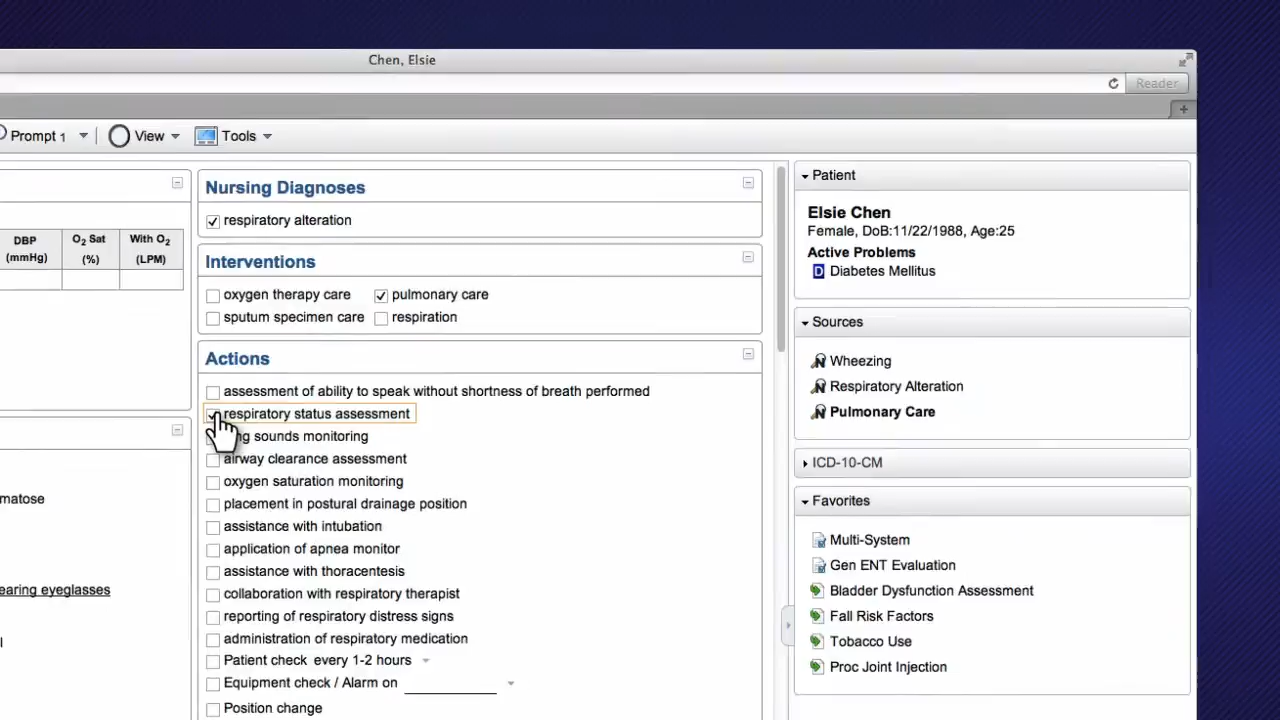 Chen, Elsie
Reader
Prompt 1
View
Tools
DBP (mmHg)
O2 Sat (%)
With O2 (LPM)
matose
earing eyeglasses
l
Nursing Diagnoses
respiratory alteration
Interventions
oxygen therapy care pulmonary care
sputum specimen care respiration
Actions
assessment of ability to speak without shortness of breath performed
respiratory status assessment
ng sounds monitoring
airway clearance assessment
oxygen saturation monitoring
placement in postural drainage position
assistance with intubation
application of apnea monitor
assistance with thoracentesis
collaboration with respiratory therapist
reporting of respiratory distress signs
administration of respiratory medication
Patient check every 1-2 hours
Equipment check / Alarm on
Position change
Patient
Elsie Chen
Female, DoB:11/22/1988, Age:25
Active Problems
D Diabetes Mellitus
Sources
N Wheezing
N Respiratory Alteration
N Pulmonary Care
ICD-10-CM
Favorites
Multi-System
Gen ENT Evaluation
Bladder Dysfunction Assessment
Fall Risk Factors
Tobacco Use
Proc Joint Injection